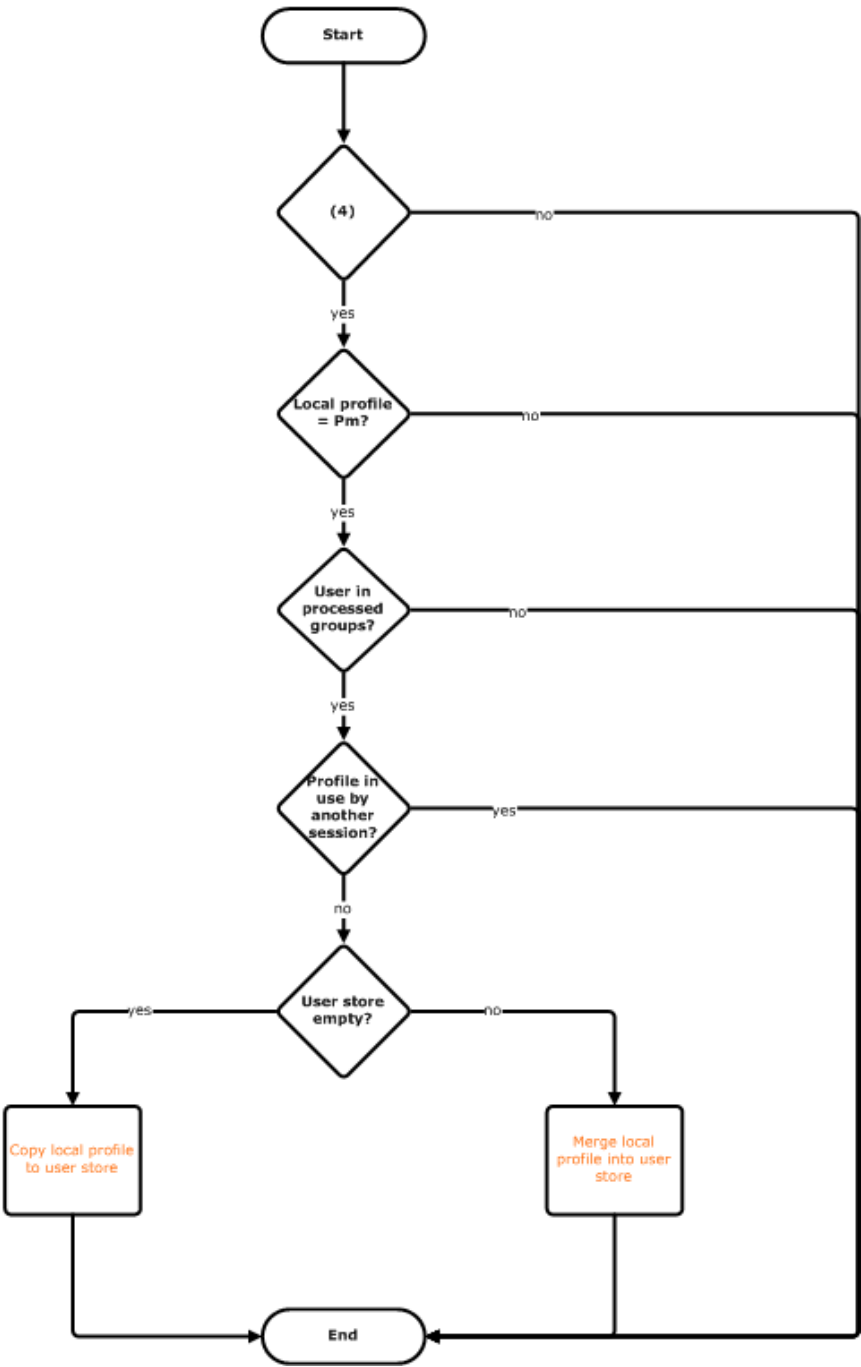 Start
(4)
no
yes
Local profile
= Pm?
no
yes
User in
processed
groups?
no
yes
Profile in
use by
another
session?
yes
no
User store
empty?
yes
no
Copy local profile
to user store
Merge local
profile into user
store
End